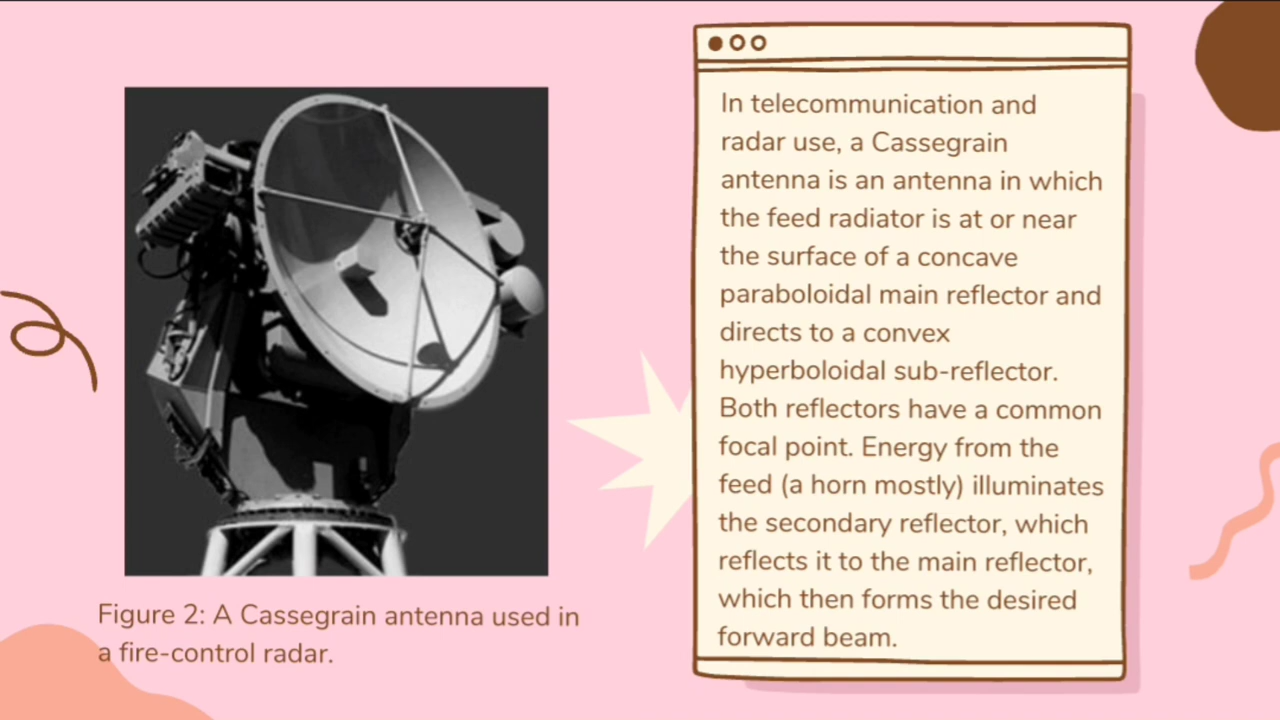 In telecommunication and
radar use, a Cassegrain
antenna is an antenna in which
the feed radiator is at or near
the surface of a concave
paraboloidal main reflector and
directs to a convex
hyperboloidal sub-reflector.
Both reflectors have a common
focal point. Energy from the
feed (a horn mostly) illuminates
the secondary reflector, which
reflects it to the main reflector,
which then forms the desired
forward beam.
Figure 2: A Cassegrain antenna used in
a fire-control radar.